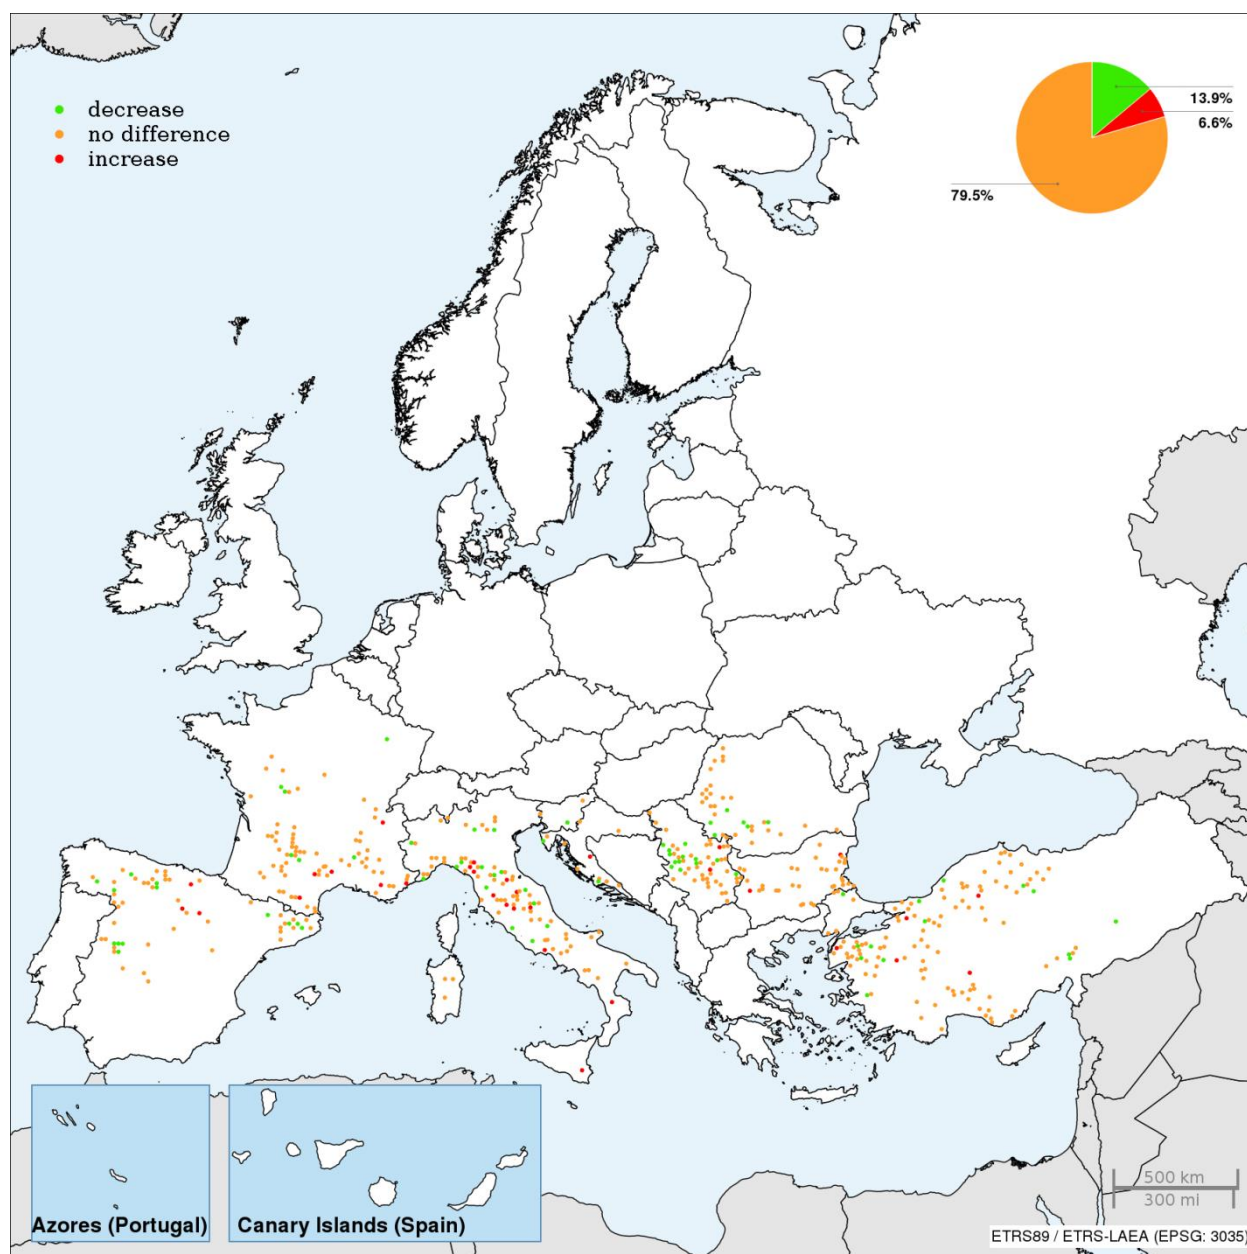 decrease
no difference
increase
13.9%
6.6%
79.5%
Azores (Portugal)
Canary Islands (Spain)
500 km
300 mi
ETRS89 / ETRS-LAEA (EPSG: 3035)